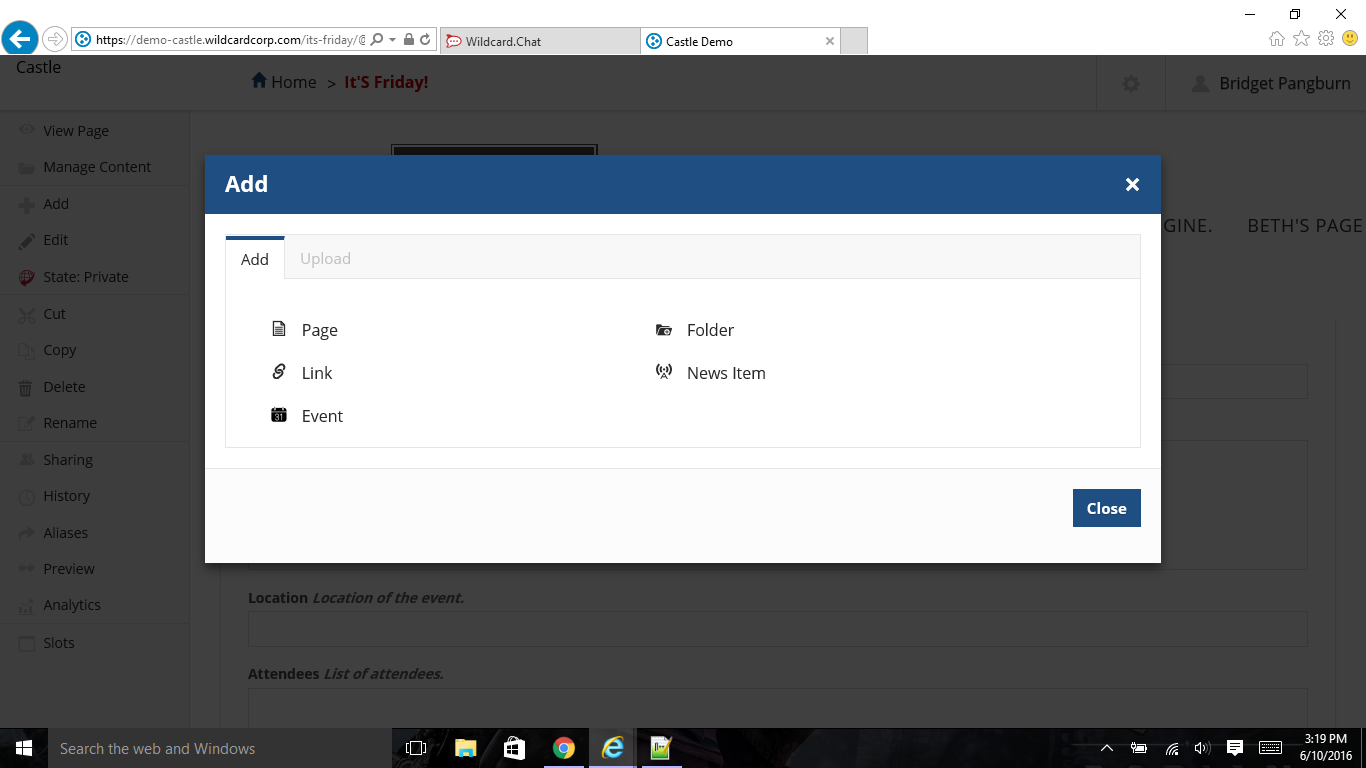 https://demo-castle.wildcardcorp.com/its-friday/@
Wildcard.Chat
Castle Demo
Castle
Home > It'S Friday!
Bridget Pangburn
View Page
Manage Content
Add
Edit
State: Private
Cut
Copy
Delete
Rename
Sharing
History
Aliases
Preview
Analytics
Slots
GINE.
BETH'S PAGE
Add
Add
Upload
Page
Folder
Link
News Item
31
Event
Close
Location Location of the event.
Attendees List of attendees.
Search the web and Windows
3:19 PM
6/10/2016